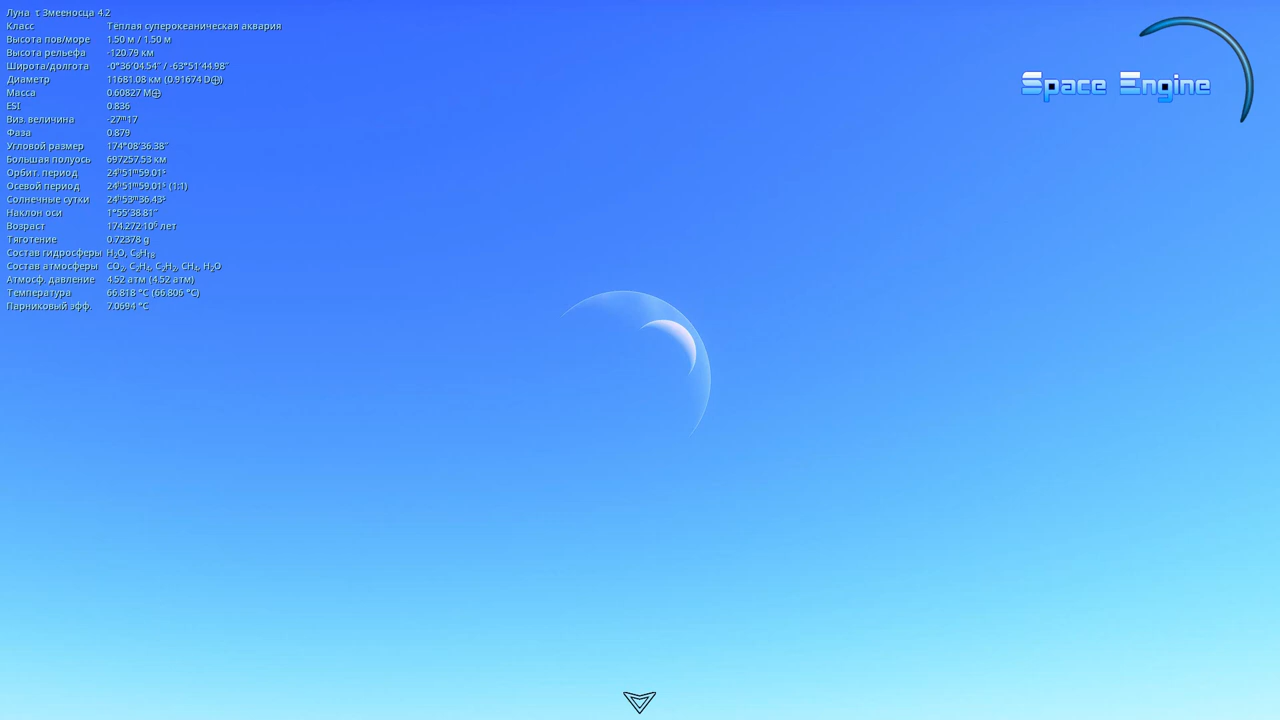 Луна τ Змееносца 4.2
Класс Тёплая суперокеаническая аквария
Высота пов/море 1.50 м / 1.50 м
Высота рельефа -120.79 км
Широта/долгота -0°36'04.54" / -63°51'44.98"
Диаметр 11681.08 км (0.91674 D⊕)
Масса 0.60827 M⊕
ESI 0.836
Виз. величина -27ᵐ17
Фаза 0.879
Угловой размер 174°08'36.38"
Большая полуось 697257.53 км
Орбит. период 24ʰ51ᵐ59.01ˢ
Осевой период 24ʰ51ᵐ59.01ˢ (1:1)
Солнечные сутки 24ʰ53ᵐ36.43ˢ
Наклон оси 1°55'38.81"
Возраст 174.272·10⁶ лет
Тяготение 0.72378 g
Состав гидросферы H₂O, C₈H₁₈
Состав атмосферы CO₂, C₂H₄, C₂H₂, CH₄, H₂O
Атмосф. давление 4.52 атм (4.52 атм)
Температура 66.818 °C (66.806 °C)
Парниковый эфф. 7.0694 °C
Space Engine